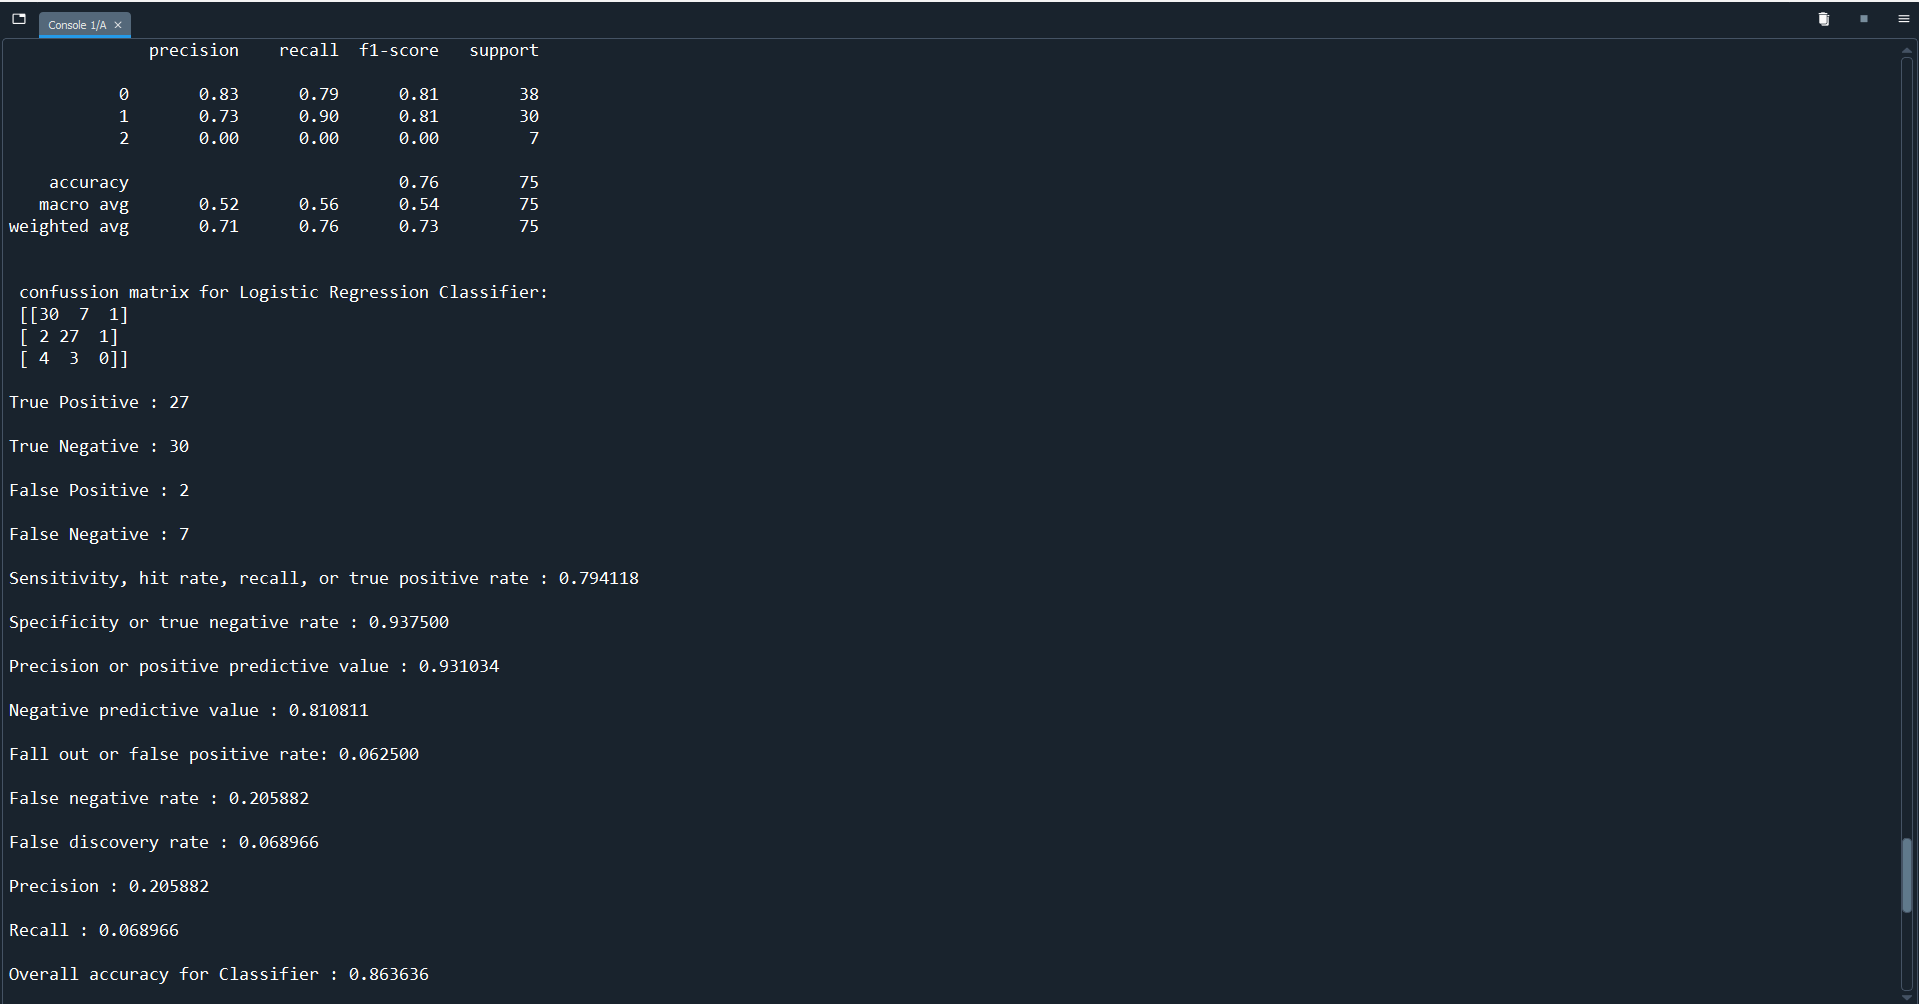 Console 1/A
precision recall f1-score support
0 0.83 0.79 0.81 38
1 0.73 0.90 0.81 30
2 0.00 0.00 0.00 7
accuracy 0.76 75
macro avg 0.52 0.56 0.54 75
weighted avg 0.71 0.76 0.73 75
confussion matrix for Logistic Regression Classifier:
[[30 7 1]
[ 2 27 1]
[ 4 3 0]]
True Positive : 27
True Negative : 30
False Positive : 2
False Negative : 7
Sensitivity, hit rate, recall, or true positive rate : 0.794118
Specificity or true negative rate : 0.937500
Precision or positive predictive value : 0.931034
Negative predictive value : 0.810811
Fall out or false positive rate: 0.062500
False negative rate : 0.205882
False discovery rate : 0.068966
Precision : 0.205882
Recall : 0.068966
Overall accuracy for Classifier : 0.863636